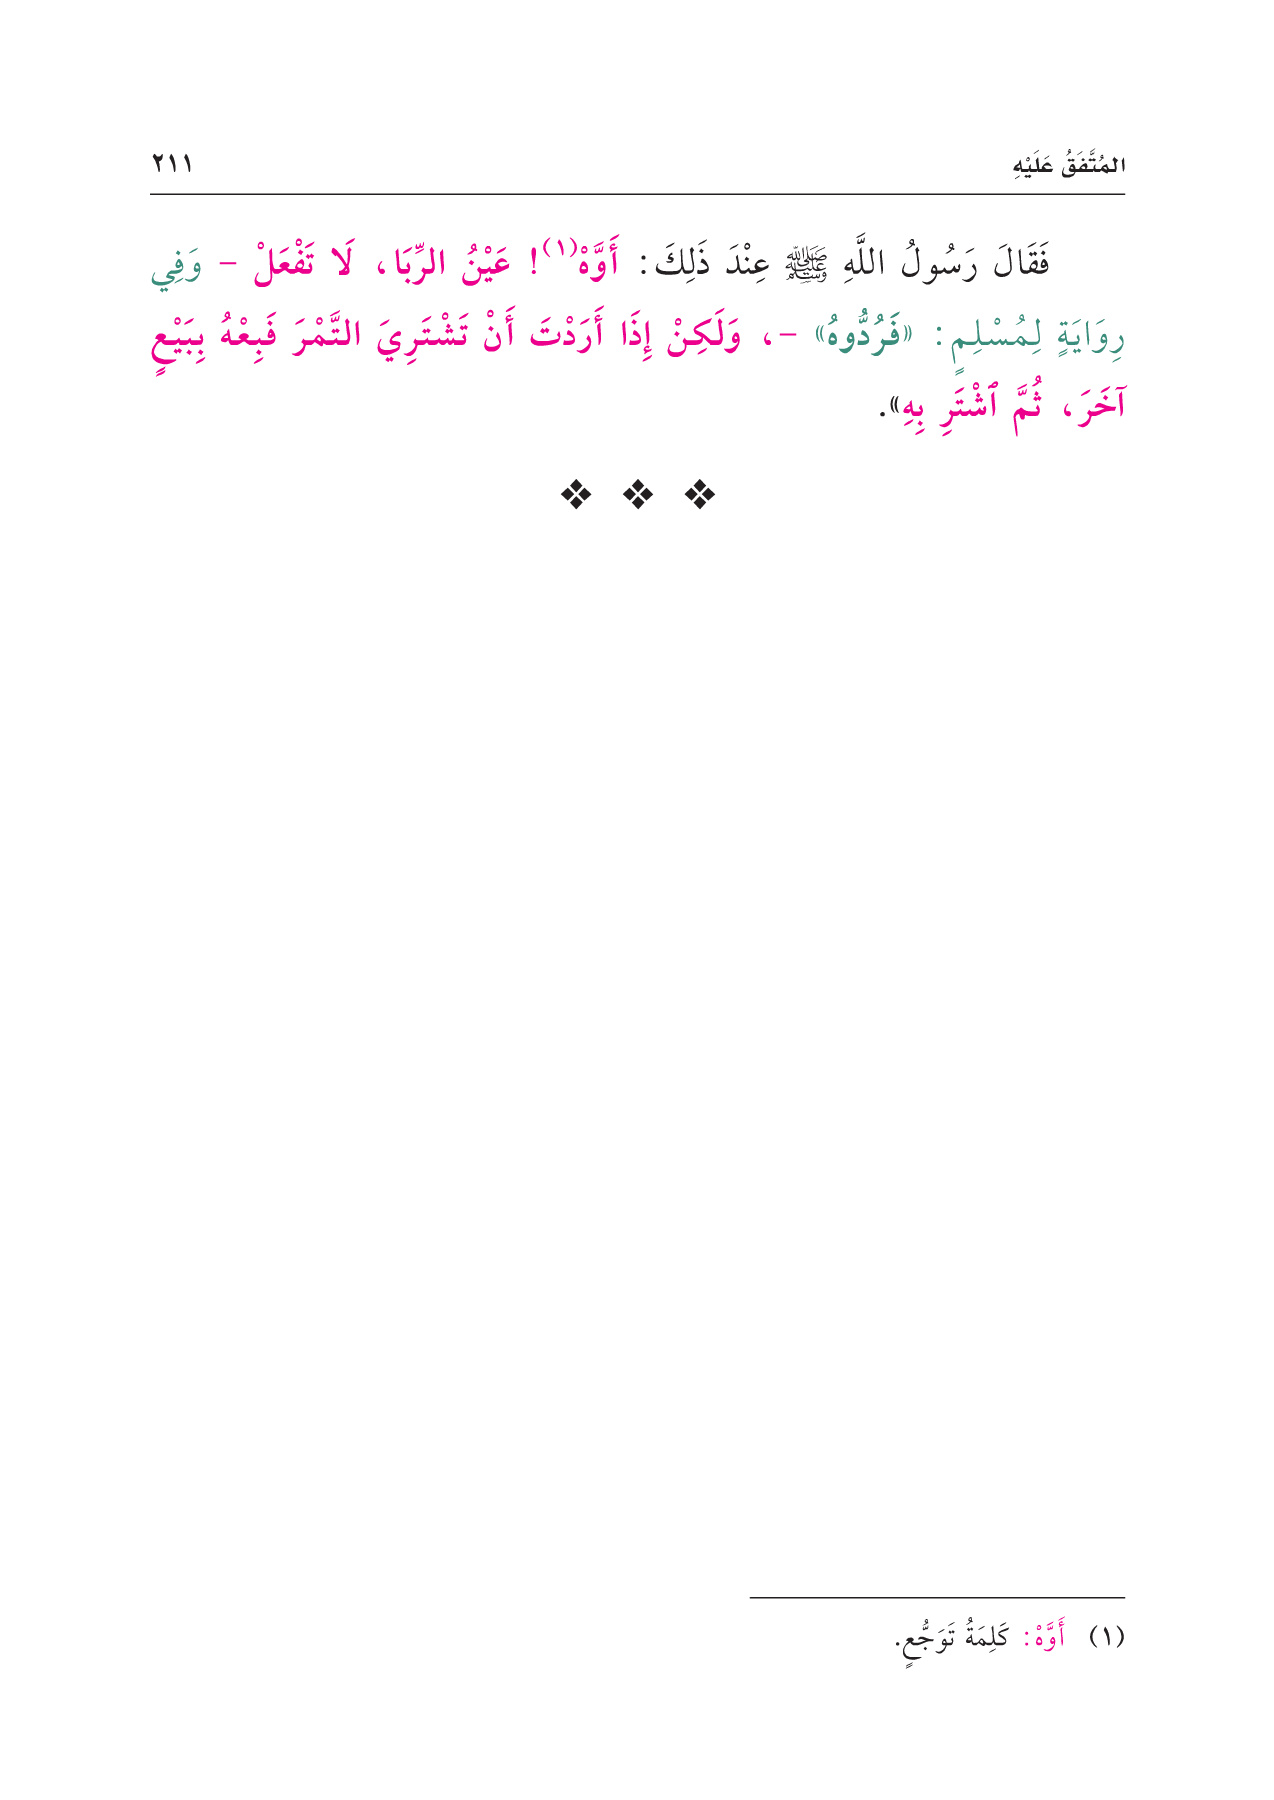 المُتَّفَقُ عَلَيْهِ ٢١١
فَقَالَ رَسُولُ اللَّهِ ﷺ عِنْدَ ذَلِكَ: أَوَّهْ(١)! عَيْنُ الرِّبَا، لَا تَفْعَلْ - وَفِي
رِوَايَةٍ لِمُسْلِمٍ: «فَرُدُّوهُ» -، وَلَكِنْ إِذَا أَرَدْتَ أَنْ تَشْتَرِيَ التَّمْرَ فَبِعْهُ بِبَيْعٍ
آخَرَ، ثُمَّ ٱشْتَرِ بِهِ».
❖ ❖ ❖
(١) أَوَّهْ: كَلِمَةُ تَوَجُّعٍ.